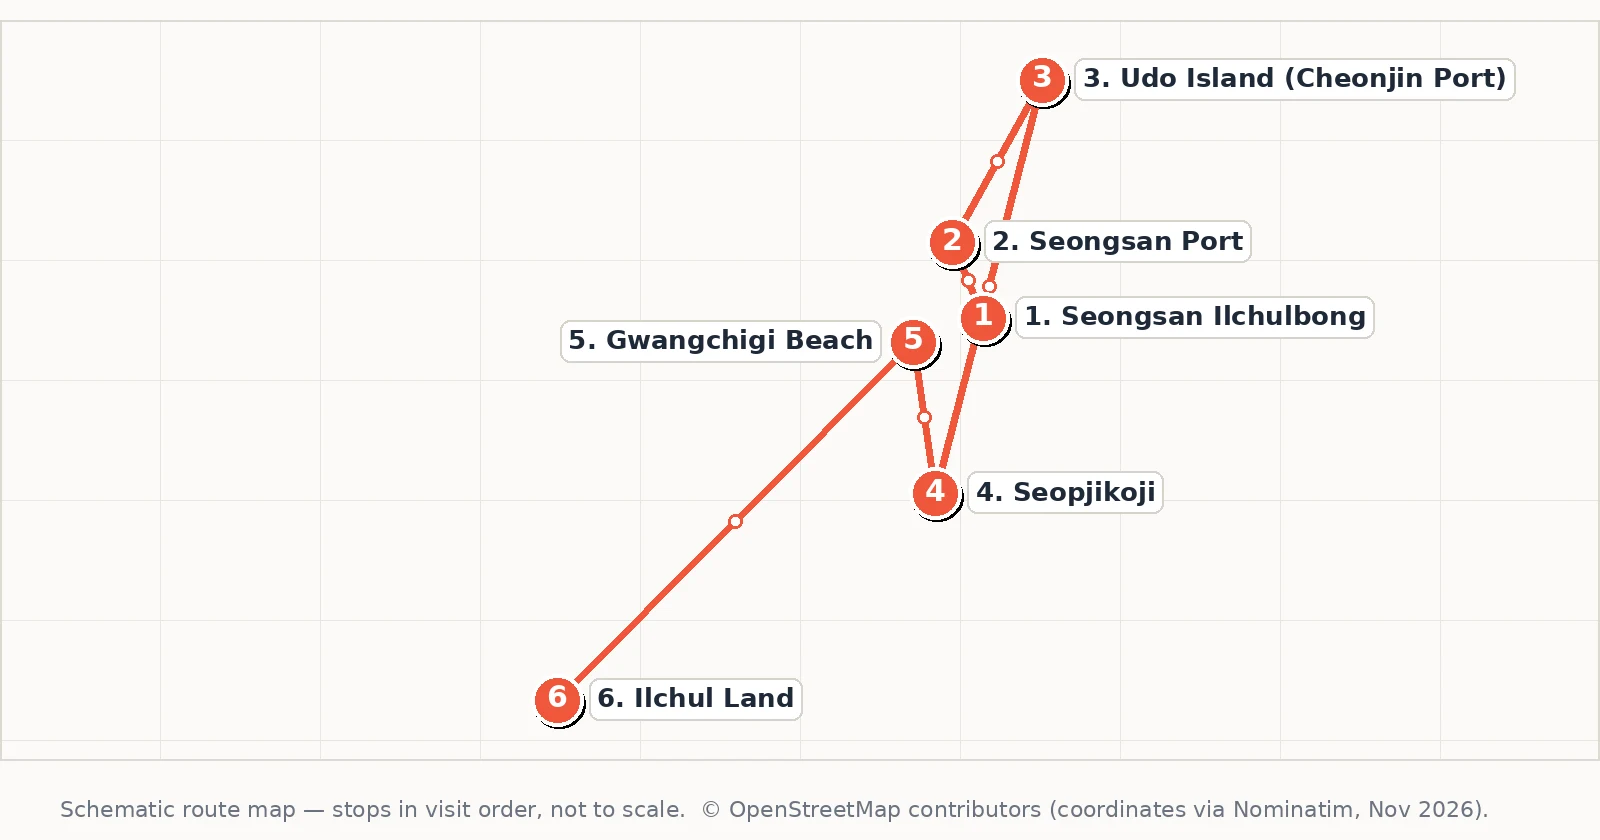 3
3. Udo Island (Cheonjin Port)
2
2. Seongsan Port
1
1. Seongsan Ilchulbong
5. Gwangchigi Beach
5
4
4. Seopjikoji
6
6. Ilchul Land
Schematic route map — stops in visit order, not to scale.  © OpenStreetMap contributors (coordinates via Nominatim, Nov 2026).